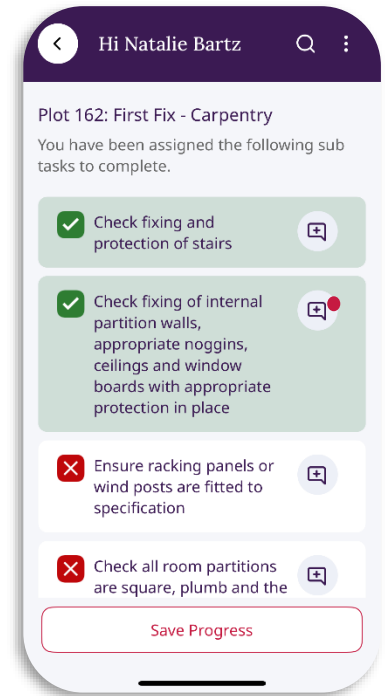 Hi Natalie Bartz
Plot 162: First Fix - Carpentry
You have been assigned the following sub
tasks to complete.
Check fixing and
protection of stairs
Check fixing of internal
partition walls,
appropriate noggins,
ceilings and window
boards with appropriate
protection in place
Ensure racking panels or
wind posts are fitted to
specification
Check all room partitions
are square, plumb and the
Save Progress